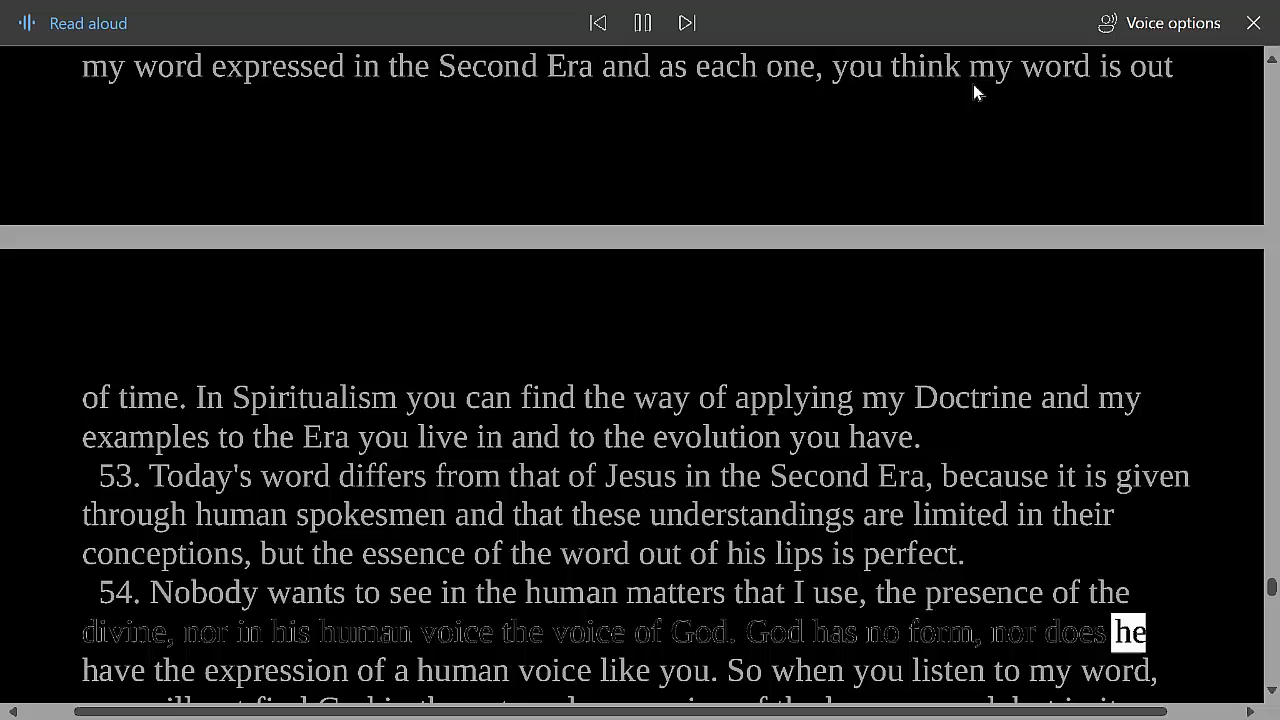 Read aloud
Voice options
my word expressed in the Second Era and as each one, you think my word is out
of time. In Spiritualism you can find the way of applying my Doctrine and my
examples to the Era you live in and to the evolution you have.
53. Today's word differs from that of Jesus in the Second Era, because it is given
through human spokesmen and that these understandings are limited in their
conceptions, but the essence of the word out of his lips is perfect.
54. Nobody wants to see in the human matters that I use, the presence of the
divine, nor in his human voice the voice of God. God has no form, nor does he
have the expression of a human voice like you. So when you listen to my word,